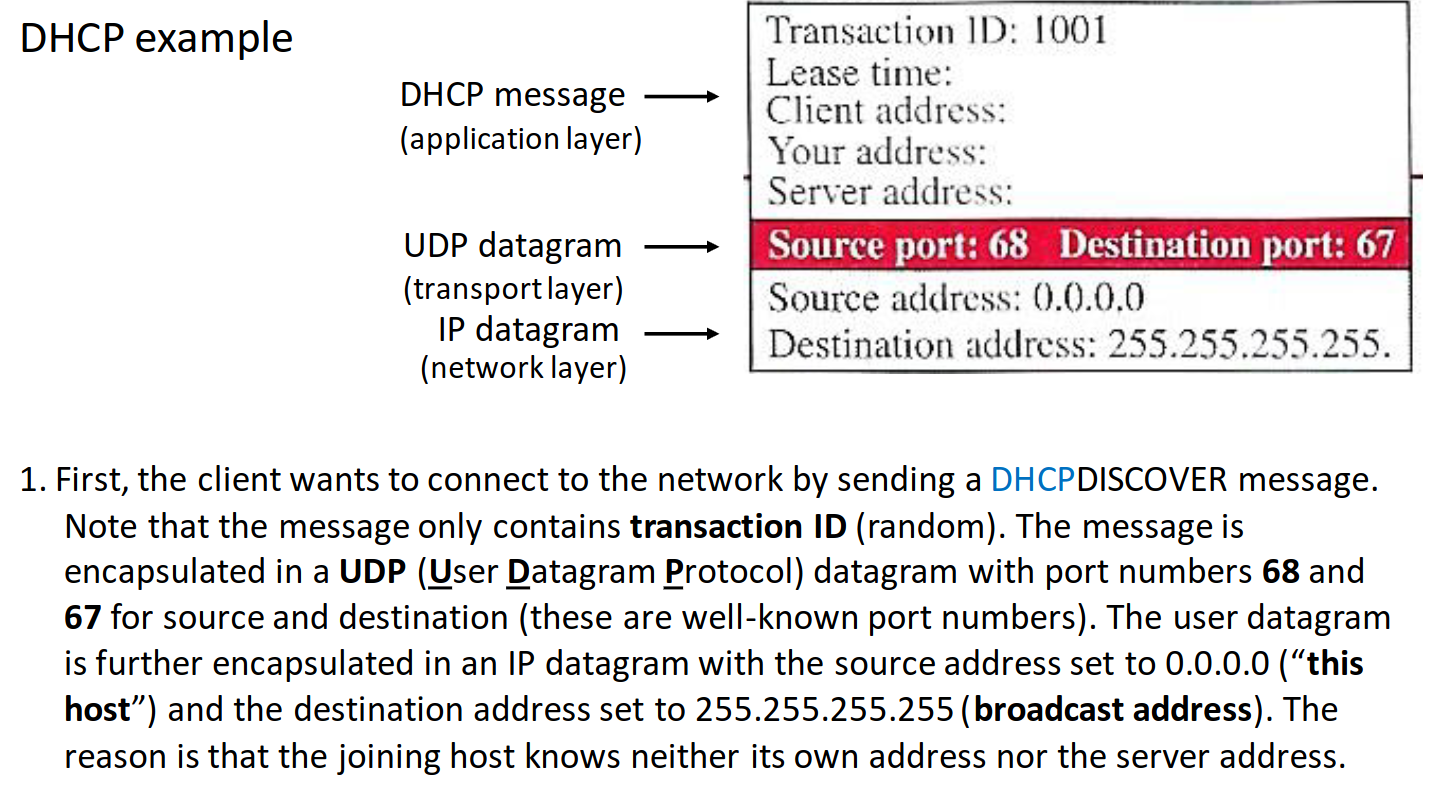 DHCP example
DHCP message
(application layer)
UDP datagram
(transport layer)
IP datagram
(network layer)
Transaction ID: 1001
Lease time:
Client address:
Your address:
Server address:
Source port: 68 Destination port: 67
Source address: 0.0.0.0
Destination address: 255.255.255.255.
1. First, the client wants to connect to the network by sending a DHCPDISCOVER message.
Note that the message only contains transaction ID (random). The message is
encapsulated in a UDP (User Datagram Protocol) datagram with port numbers 68 and
67 for source and destination (these are well-known port numbers). The user datagram
is further encapsulated in an IP datagram with the source address set to 0.0.0.0 (“this
host”) and the destination address set to 255.255.255.255 (broadcast address). The
reason is that the joining host knows neither its own address nor the server address.